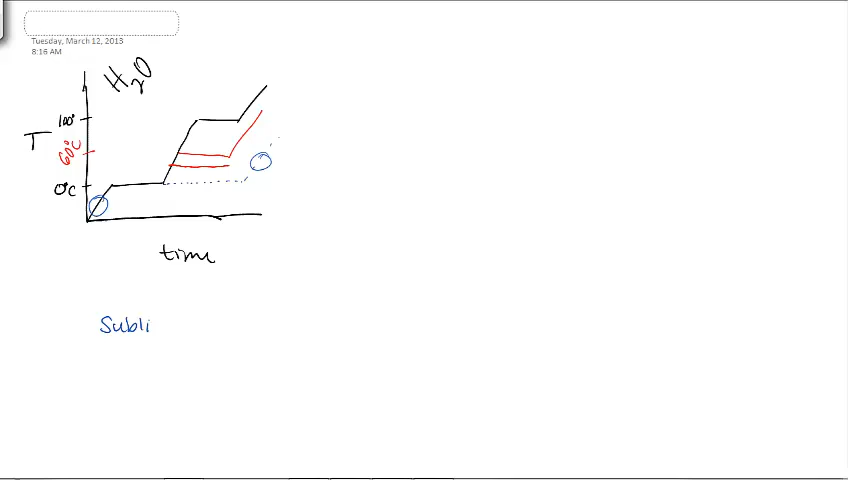 Tuesday, March 12, 2013
8:16 AM
H2O
100°
T
60°C
0°C
time
Subli